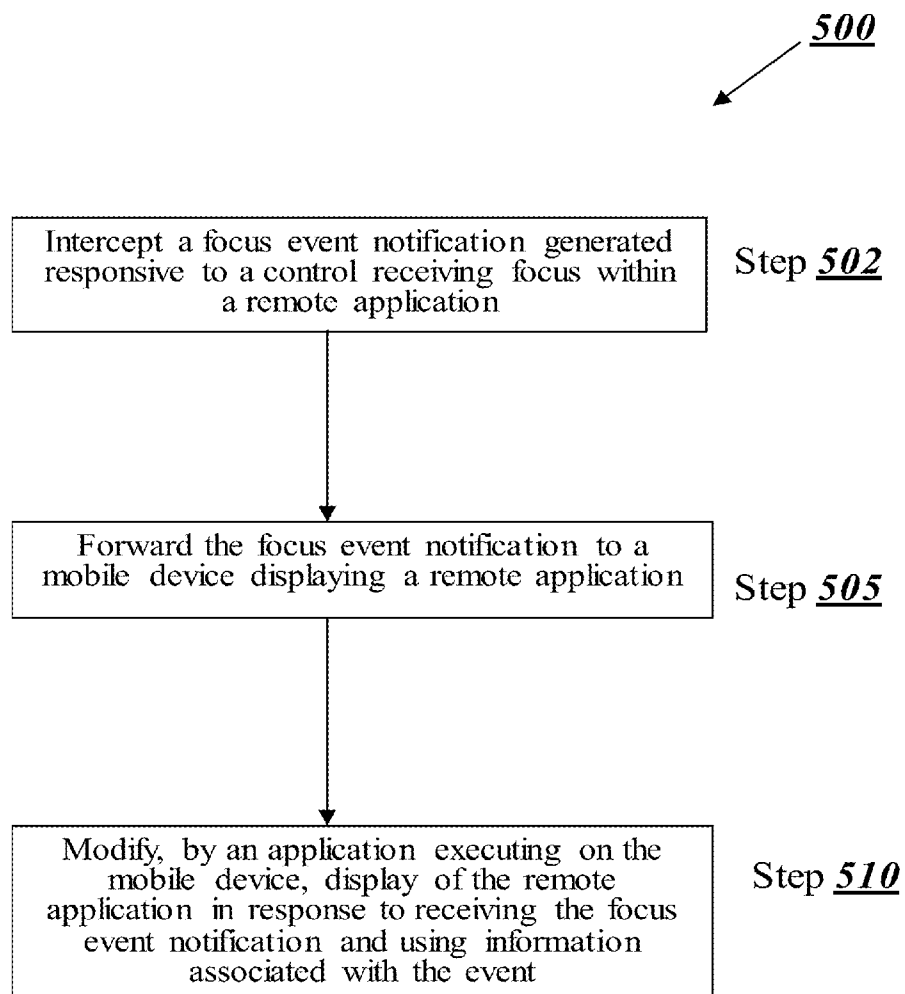 500
Intercept a focus event notification generated
responsive to a control receiving focus within
a remote application
Step 502
Forward the focus event notification to a
mobile device displaying a remote application
Step 505
Modify, by an application executing on the
mobile device, display of the remote
application in response to receiving the focus
event notification and using information
associated with the event
Step 510